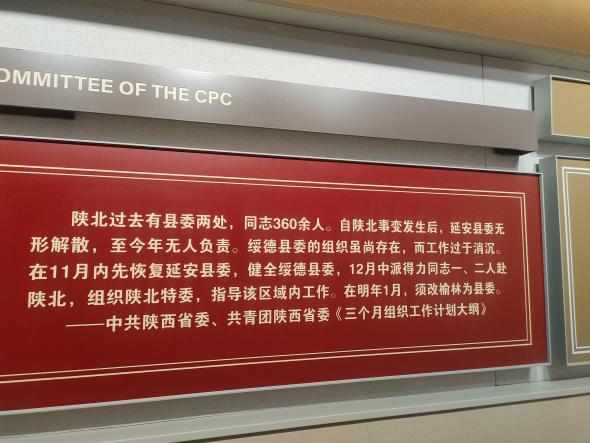 OMMITTEE OF THE CPC
陕北过去有县委两处，同志360余人。自陕北事变发生后，延安县委无
形解散，至今年无人负责。绥德县委的组织虽尚存在，而工作过于消沉。
在11月内先恢复延安县委，健全绥德县委，12月中派得力同志一、二人赴
陕北，组织陕北特委，指导该区域内工作。在明年1月，须改榆林为县委。
——中共陕西省委、共青团陕西省委《三个月组织工作计划大纲》